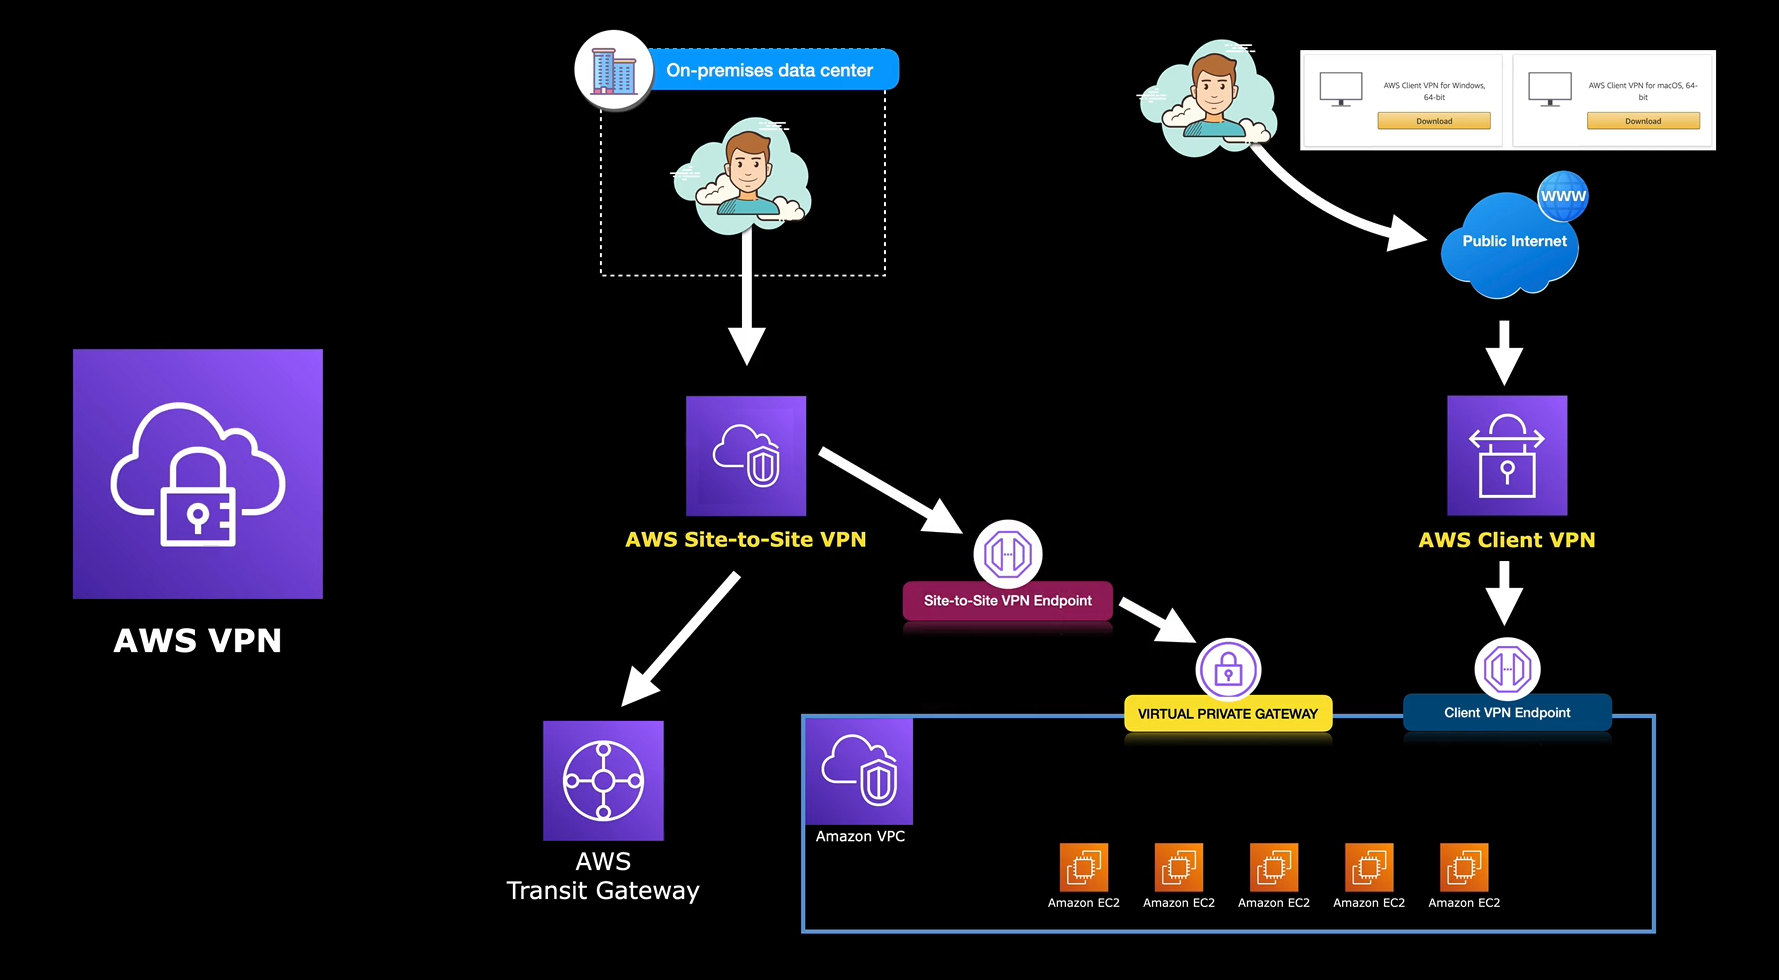 On-premises data center
AWS Client VPN for Windows,
64-bit
Download
AWS Client VPN for macOS, 64-
bit
Download
WWW
Public Internet
AWS VPN
AWS Site-to-Site VPN
AWS Client VPN
Site-to-Site VPN Endpoint
VIRTUAL PRIVATE GATEWAY
Client VPN Endpoint
AWS
Transit Gateway
Amazon VPC
Amazon EC2
Amazon EC2
Amazon EC2
Amazon EC2
Amazon EC2